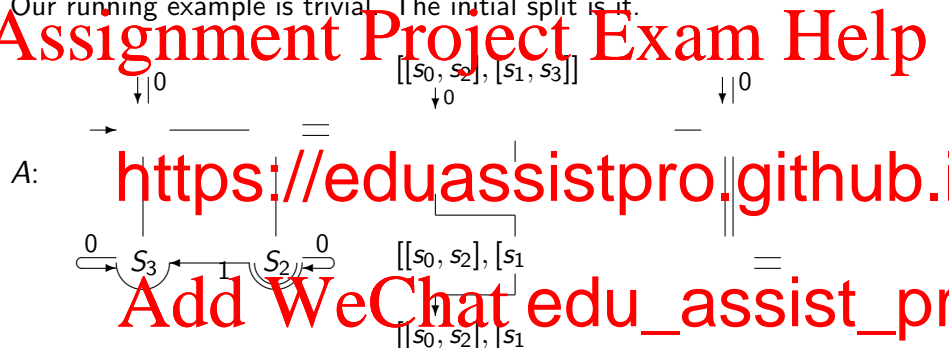 Our running example is trivial. The initial split is it.
Assignment Project Exam Help
[[s₀, s₂], [s₁, s₃]]
0 0 0
A:
https://eduassistpro.github.i
0 S₃ 1 S₂ 0 [[s₀, s₂], [s₁
Add WeChat edu_assist_pr
[[s₀, s₂], [s₁